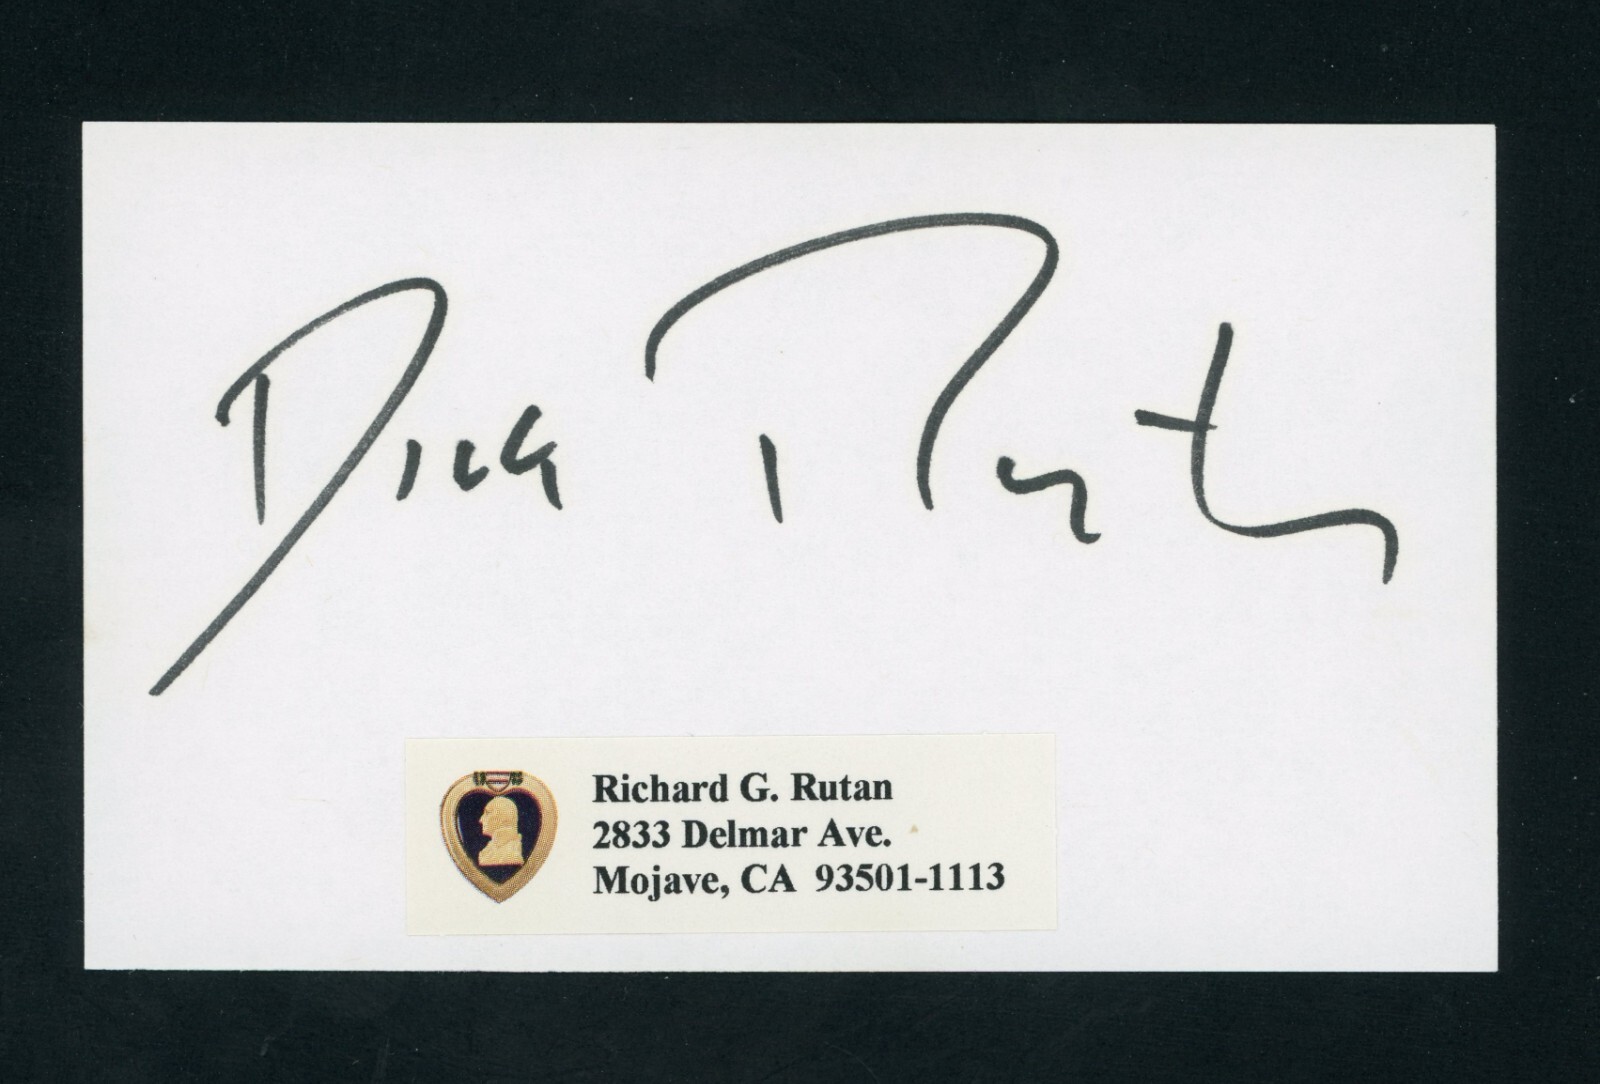 Dick Rutan
Richard G. Rutan
2833 Delmar Ave.
Mojave, CA 93501-1113